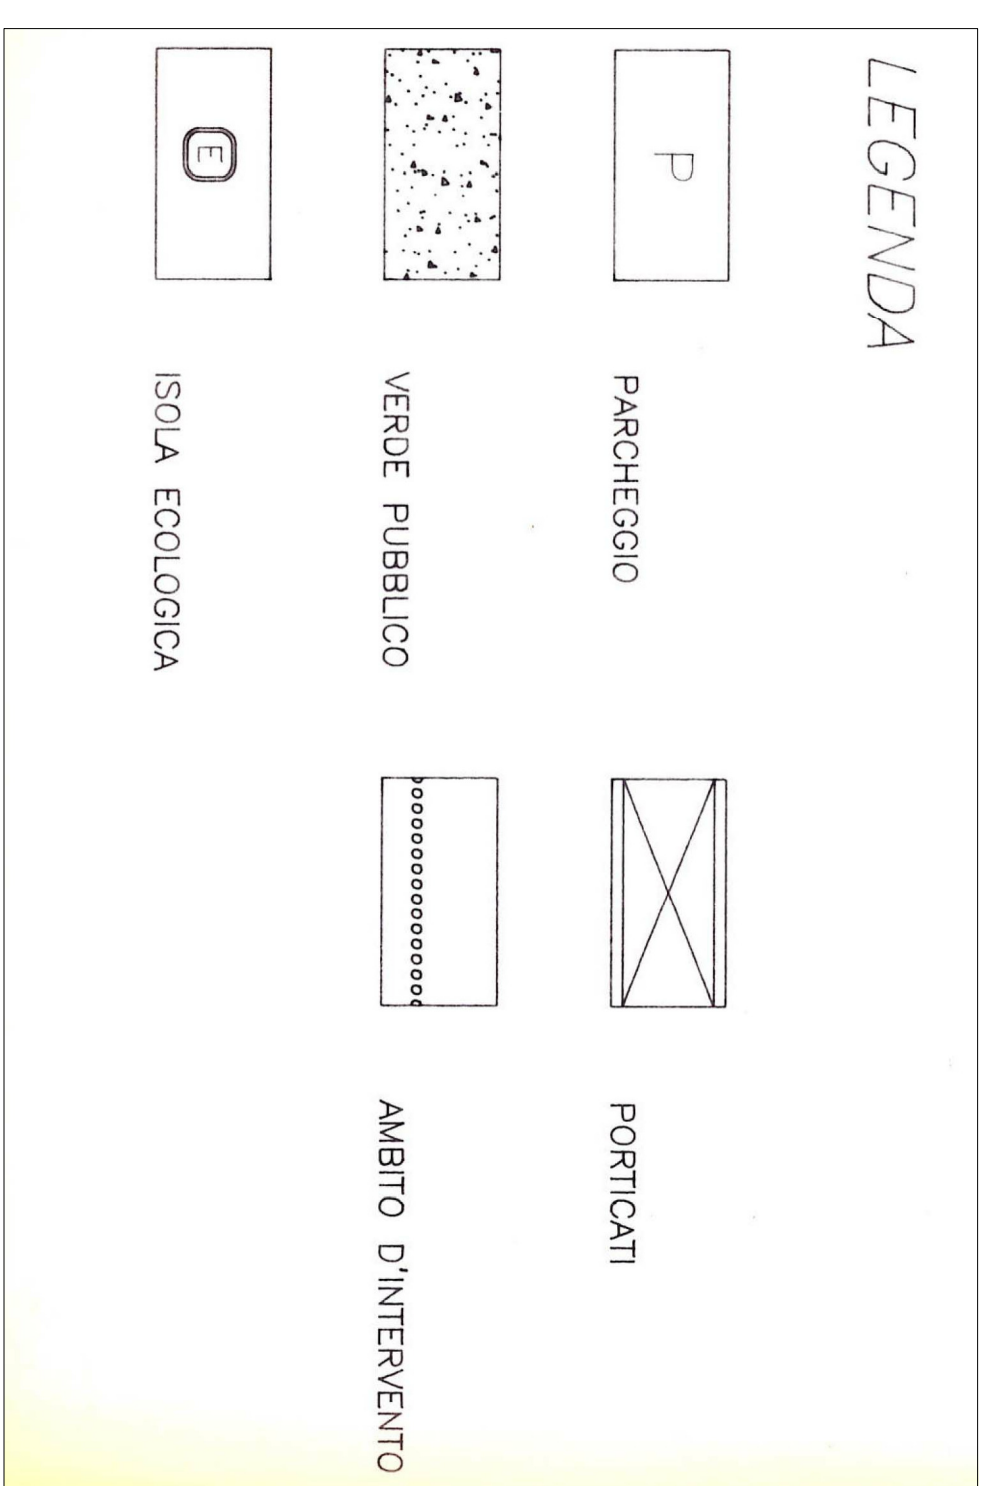 LEGENDA
P
PARCHEGGIO
PORTICATI
VERDE PUBBLICO
AMBITO D'INTERVENTO
E
ISOLA ECOLOGICA